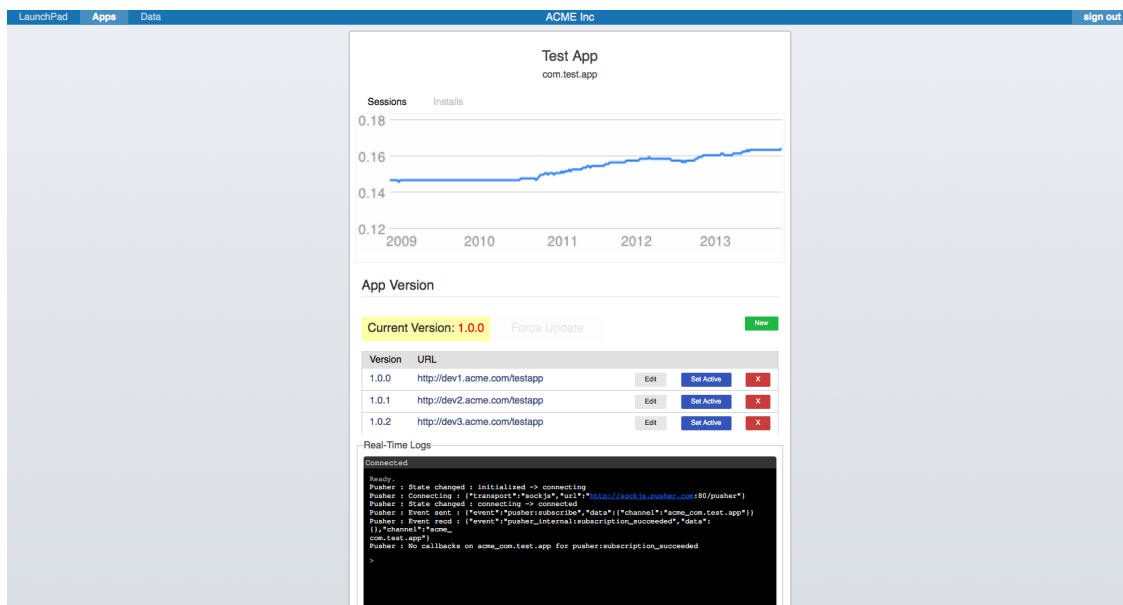 LaunchPad Apps Data ACME Inc sign out
Test App
com.test.app
Sessions Installs
0.18
0.16
0.14
0.12
2009 2010 2011 2012 2013
App Version
Current Version: 1.0.0 Force Update New
Version URL
1.0.0 http://dev1.acme.com/testapp Edit Set Active X
1.0.1 http://dev2.acme.com/testapp Edit Set Active X
1.0.2 http://dev3.acme.com/testapp Edit Set Active X
Real-Time Logs
Connected
Ready.
Pusher : State changed : initialized -> connecting
Pusher : Connecting : {"transport":"sockjs","url":"http://sockjs.pusher.com:80/pusher"}
Pusher : State changed : connecting -> connected
Pusher : Event sent : {"event":"pusher:subscribe","data":{"channel":"acme_com.test.app"}}
Pusher : Event recd : {"event":"pusher_internal:subscription_succeeded","data":
{},"channel":"acme_
com.test.app"}
Pusher : No callbacks on acme_com.test.app for pusher:subscription_succeeded
>